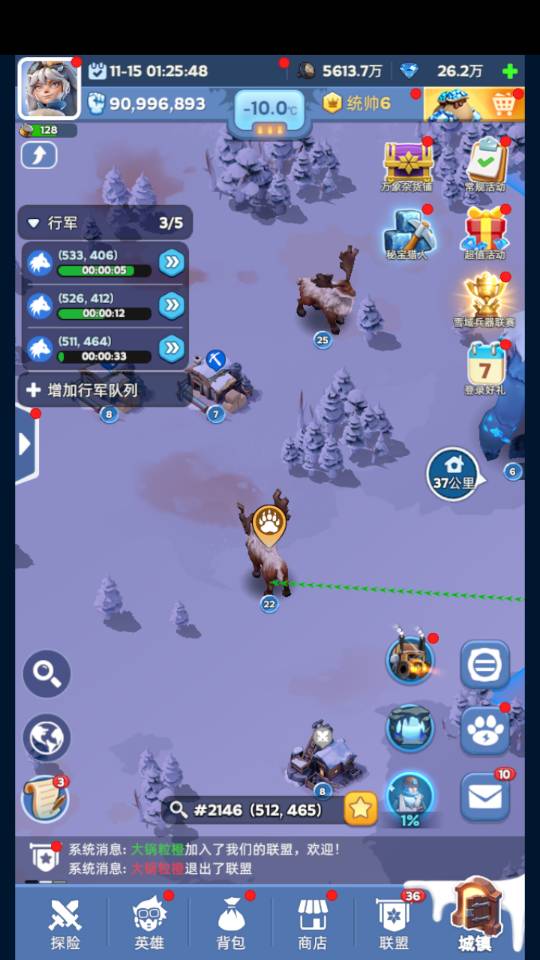 11-15 01:25:48
5613.7万
26.2万
90,996,893
-10.0℃
统帅6
128
万象杂货铺
常规活动
行军 3/5
(533, 406)
00:00:05
(526, 412)
00:00:12
(511, 464)
00:00:33
增加行军队列
秘宝猎人
超值活动
雪域兵器联赛
7
登录好礼
25
8
7
37公里
6
22
3
8
#2146 (512, 465)
1%
10
系统消息: 大锅粒橙加入了我们的联盟，欢迎！
系统消息: 大锅粒橙退出了联盟
36
探险
英雄
背包
商店
联盟
城镇